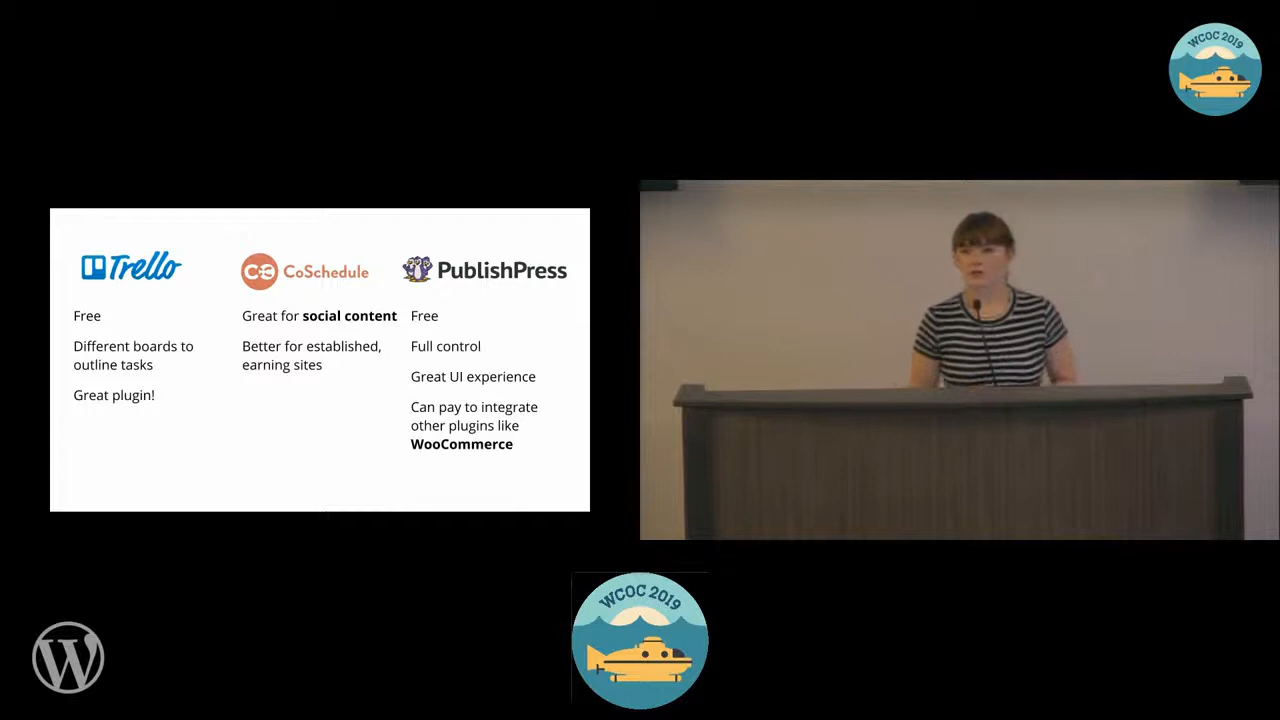 WCOC 2019
Trello
Free
Different boards to
outline tasks
Great plugin!
CoSchedule
Great for social content
Better for established,
earning sites
PublishPress
Free
Full control
Great UI experience
Can pay to integrate
other plugins like
WooCommerce
WCOC 2019